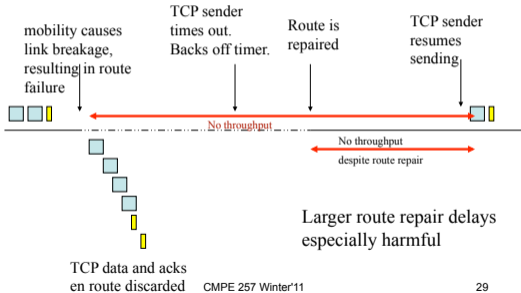 mobility causes
link breakage,
resulting in route
failure
TCP sender
times out.
Backs off timer.
Route is
repaired
TCP sender
resumes
sending
No throughput
No throughput
despite route repair
Larger route repair delays
especially harmful
TCP data and acks
en route discarded
CMPE 257 Winter'11
29